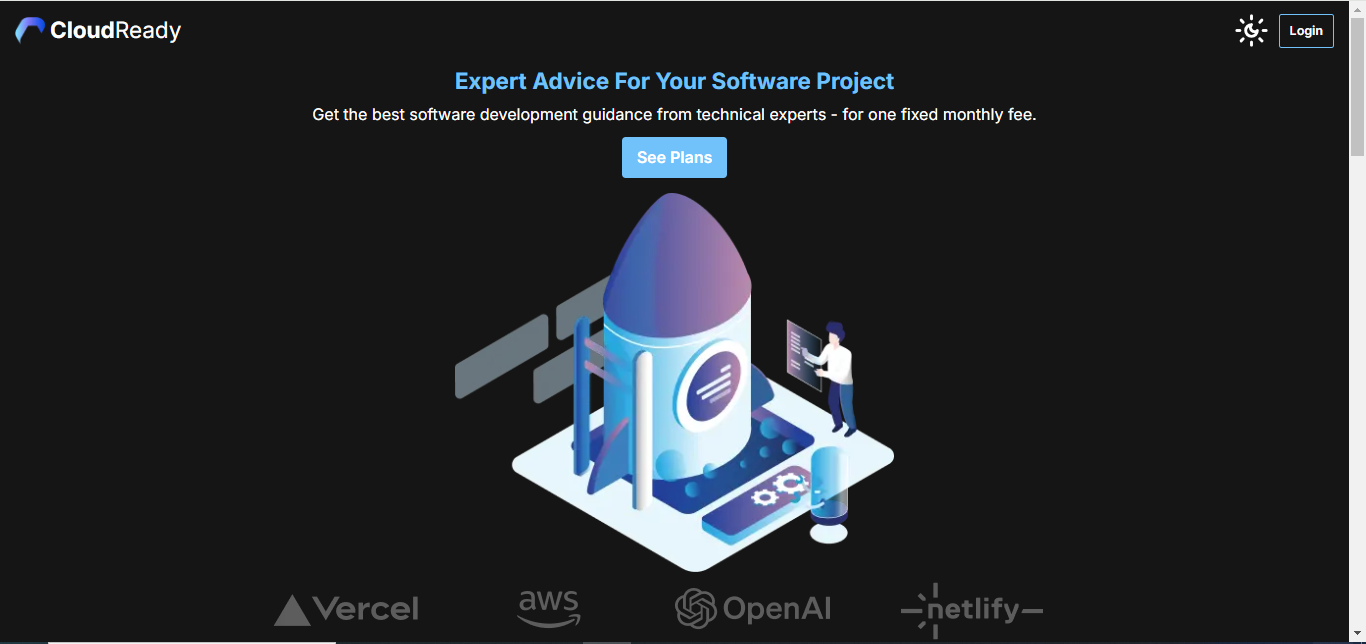 CloudReady
Login
Expert Advice For Your Software Project
Get the best software development guidance from technical experts - for one fixed monthly fee.
See Plans
Vercel
aws
OpenAI
netlify